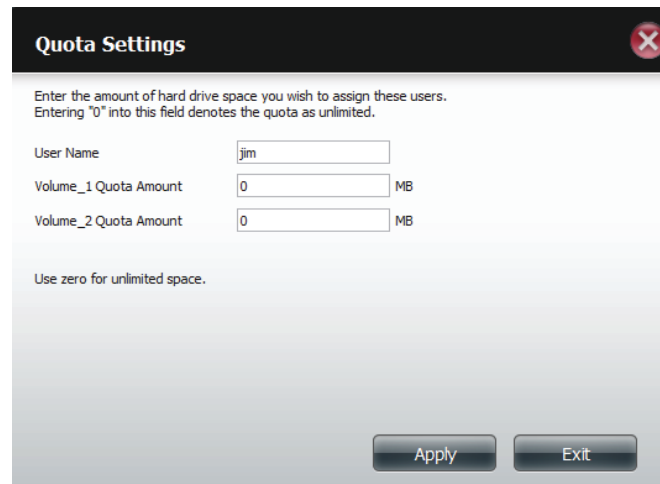 Quota Settings
Enter the amount of hard drive space you wish to assign these users.
Entering "0" into this field denotes the quota as unlimited.
User Name jim
Volume_1 Quota Amount 0 MB
Volume_2 Quota Amount 0 MB
Use zero for unlimited space.
Apply Exit